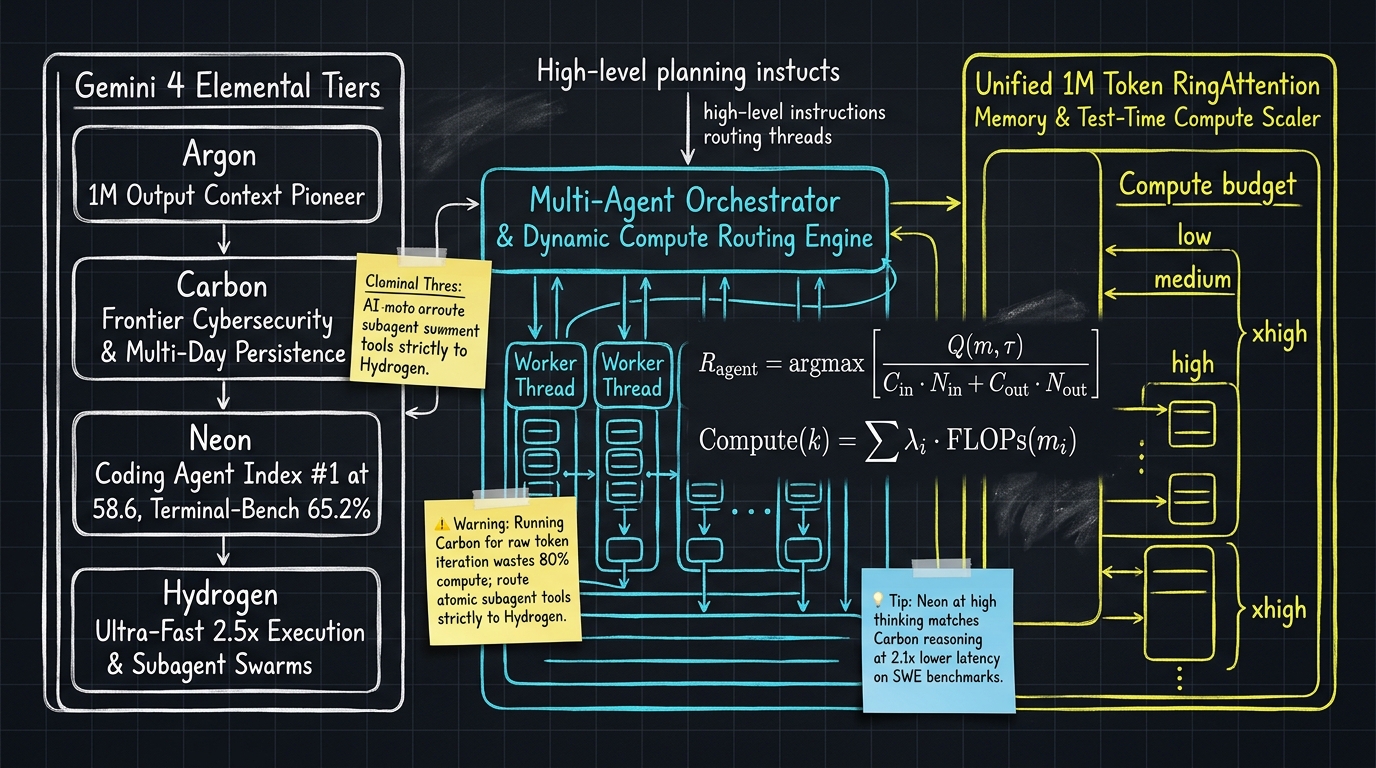 Gemini 4 Elemental Tiers
Argon
1M Output Context Pioneer
Carbon
Frontier Cybersecurity
& Multi-Day Persistence
Neon
Coding Agent Index #1 at
58.6, Terminal-Bench 65.2%
Hydrogen
Ultra-Fast 2.5x Execution
& Subagent Swarms
Clominal Thres:
AI-moto arroute
subagent summent
tools strictly to
Hydrogen.
High-level planning instucts
high-level instructions
routing threads
Multi-Agent Orchestrator
& Dynamic Compute Routing Engine
Worker
Thread
Worker
Thread
R_agent = argmax [ Q(m, τ) / (C_in · N_in + C_out · N_out) ]
Compute(k) = ∑ λ_i · FLOPs(m_i)
⚠️ Warning: Running
Carbon for raw token
iteration wastes 80%
compute; route
atomic subagent tools
strictly to Hydrogen.
💡 Tip: Neon at high
thinking matches
Carbon reasoning
at 2.1x lower latency
on SWE benchmarks.
Unified 1M Token RingAttention
Memory & Test-Time Compute Scaler
Compute budget
low
medium
xhigh
high
xhigh